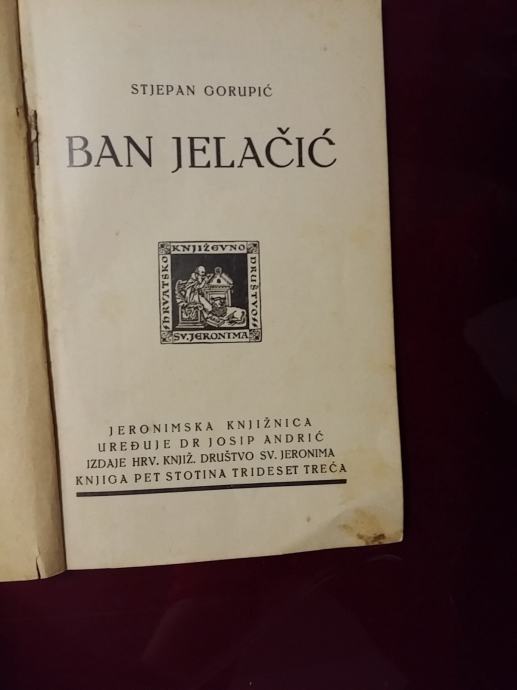 STJEPAN GORUPIĆ
BAN JELAČIĆ
HRVATSKO
KNJIŽEVNO
DRUŠTVO
SV. JERONIMA
JERONIMSKA KNJIŽNICA
UREĐUJE DR JOSIP ANDRIĆ
IZDAJE HRV. KNJIŽ. DRUŠTVO SV. JERONIMA
KNJIGA PET STOTINA TRIDESET TREĆA